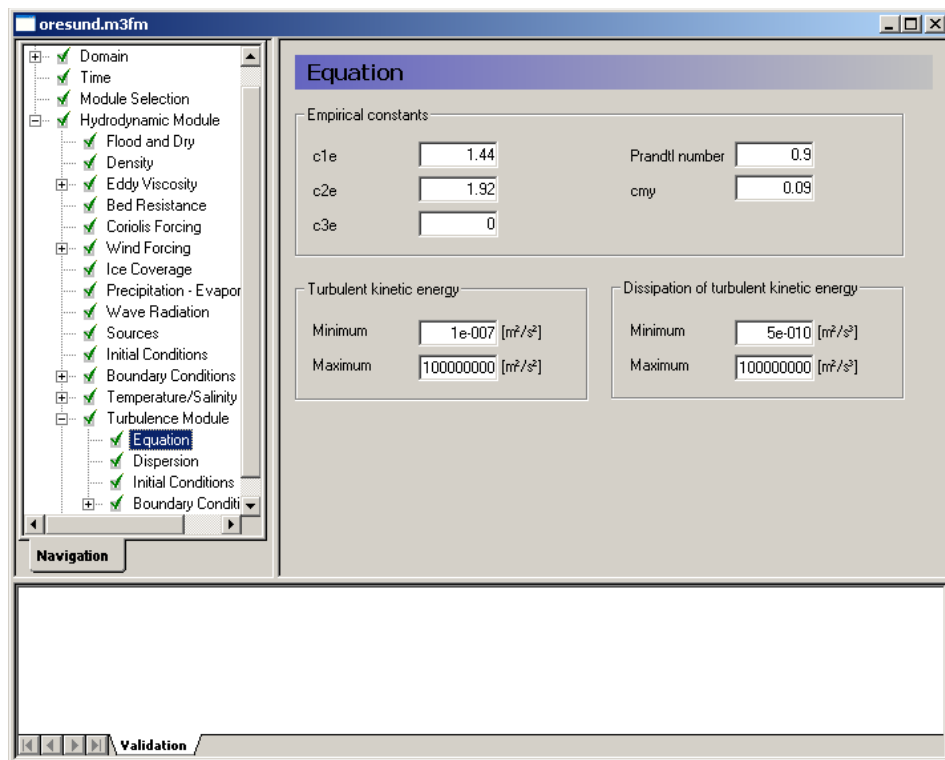 oresund.m3fm
Domain
Time
Module Selection
Hydrodynamic Module
Flood and Dry
Density
Eddy Viscosity
Bed Resistance
Coriolis Forcing
Wind Forcing
Ice Coverage
Precipitation - Evapor
Wave Radiation
Sources
Initial Conditions
Boundary Conditions
Temperature/Salinity
Turbulence Module
Equation
Dispersion
Initial Conditions
Boundary Conditi
Navigation
Equation
Empirical constants
c1e 1.44 Prandtl number 0.9
c2e 1.92 cmy 0.09
c3e 0
Turbulent kinetic energy
Minimum 1e-007 [m²/s²]
Maximum 100000000 [m²/s²]
Dissipation of turbulent kinetic energy
Minimum 5e-010 [m²/s³]
Maximum 100000000 [m²/s³]
Validation